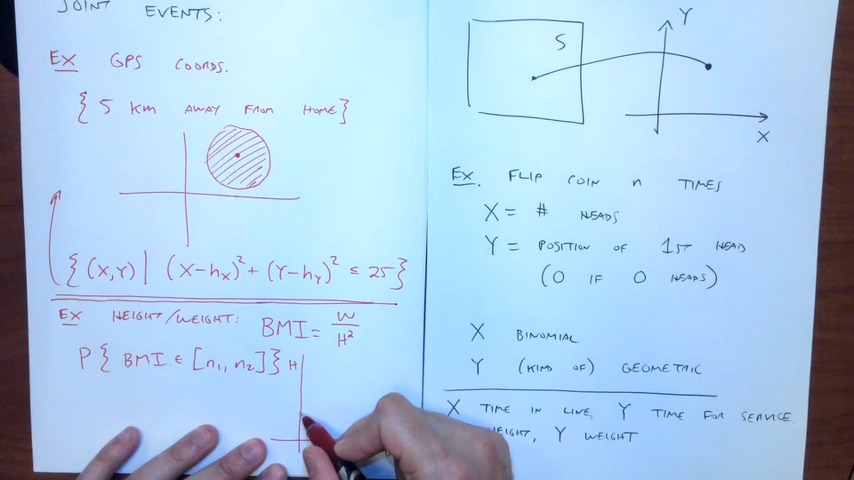 JOINT
EVENTS:
EX GPS COORDS.
{ 5 KM AWAY FROM HOME }
{(X,Y) | (X-hx)² + (Y-hy)² ≤ 25}
EX HEIGHT/WEIGHT: BMI = W/H²
P{ BMI ∈ [n₁, n₂]}
H
S
Y
X
EX. FLIP COIN n TIMES
X = # HEADS
Y = POSITION OF 1ST HEAD
(0 IF 0 HEADS)
X BINOMIAL
Y (KIND OF) GEOMETRIC
X TIME IN LINE, Y TIME FOR SERVICE.
HEIGHT, Y WEIGHT